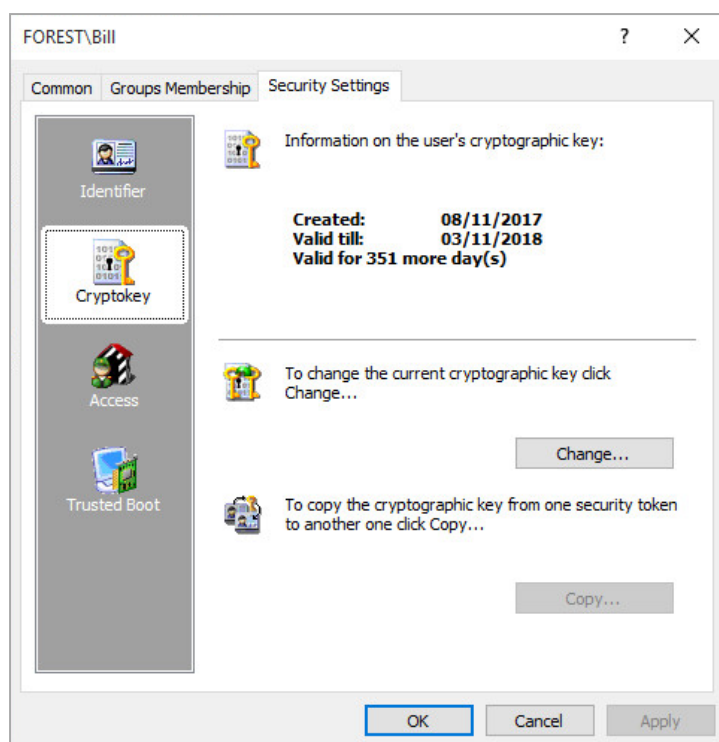 FOREST\Bill
?
Common
Groups Membership
Security Settings
Identifier
Cryptokey
Access
Trusted Boot
Information on the user's cryptographic key:
Created: 08/11/2017
Valid till: 03/11/2018
Valid for 351 more day(s)
To change the current cryptographic key click
Change...
Change...
To copy the cryptographic key from one security token
to another one click Copy...
Copy...
OK
Cancel
Apply